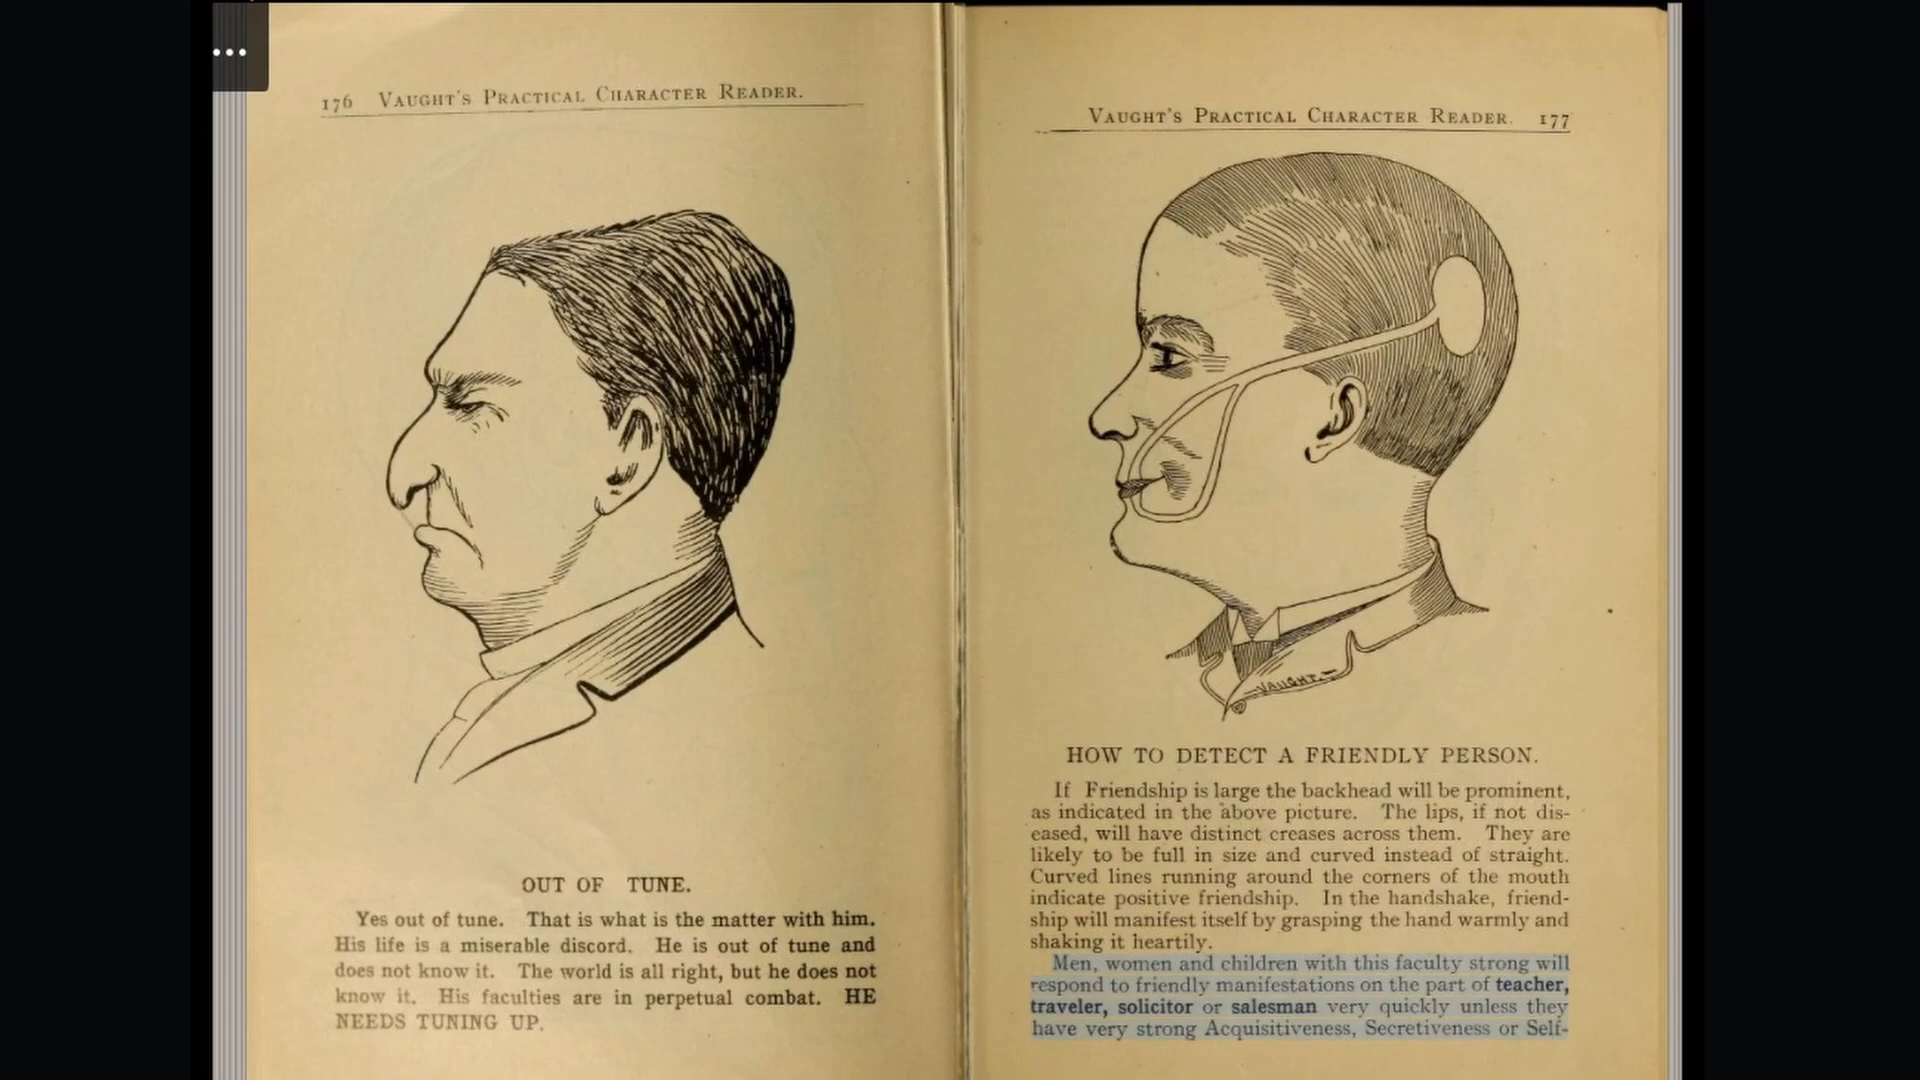 176 VAUGHT'S PRACTICAL CHARACTER READER.
OUT OF TUNE.
Yes out of tune. That is what is the matter with him.
His life is a miserable discord. He is out of tune and
does not know it. The world is all right, but he does not
know it. His faculties are in perpetual combat. HE
NEEDS TUNING UP.
VAUGHT'S PRACTICAL CHARACTER READER. 177
VAUGHT.
HOW TO DETECT A FRIENDLY PERSON.
If Friendship is large the backhead will be prominent,
as indicated in the above picture. The lips, if not dis-
eased, will have distinct creases across them. They are
likely to be full in size and curved instead of straight.
Curved lines running around the corners of the mouth
indicate positive friendship. In the handshake, friend-
ship will manifest itself by grasping the hand warmly and
shaking it heartily.
Men, women and children with this faculty strong will
respond to friendly manifestations on the part of teacher,
traveler, solicitor or salesman very quickly unless they
have very strong Acquisitiveness, Secretiveness or Self-